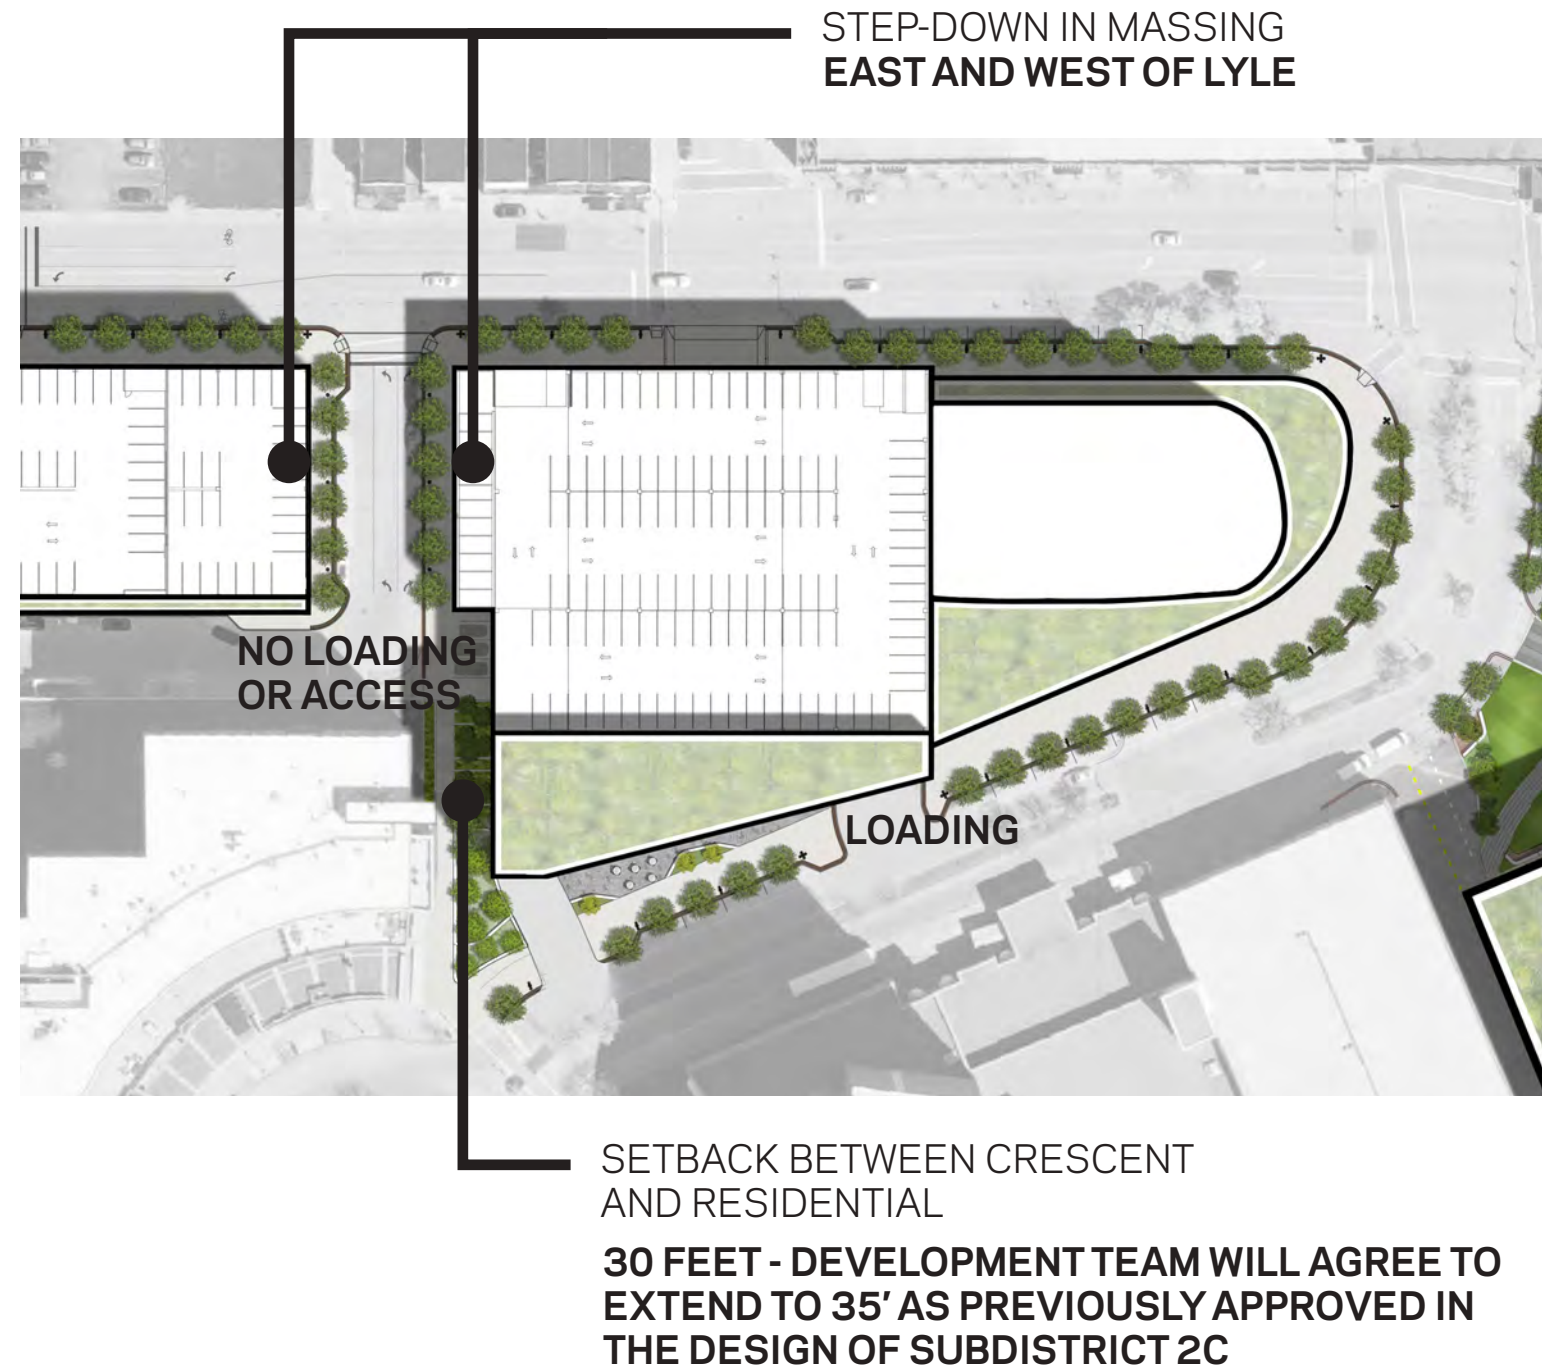 STEP-DOWN IN MASSING
EAST AND WEST OF LYLE
NO LOADING
OR ACCESS
LOADING
SETBACK BETWEEN CRESCENT
AND RESIDENTIAL
30 FEET - DEVELOPMENT TEAM WILL AGREE TO
EXTEND TO 35' AS PREVIOUSLY APPROVED IN
THE DESIGN OF SUBDISTRICT 2C